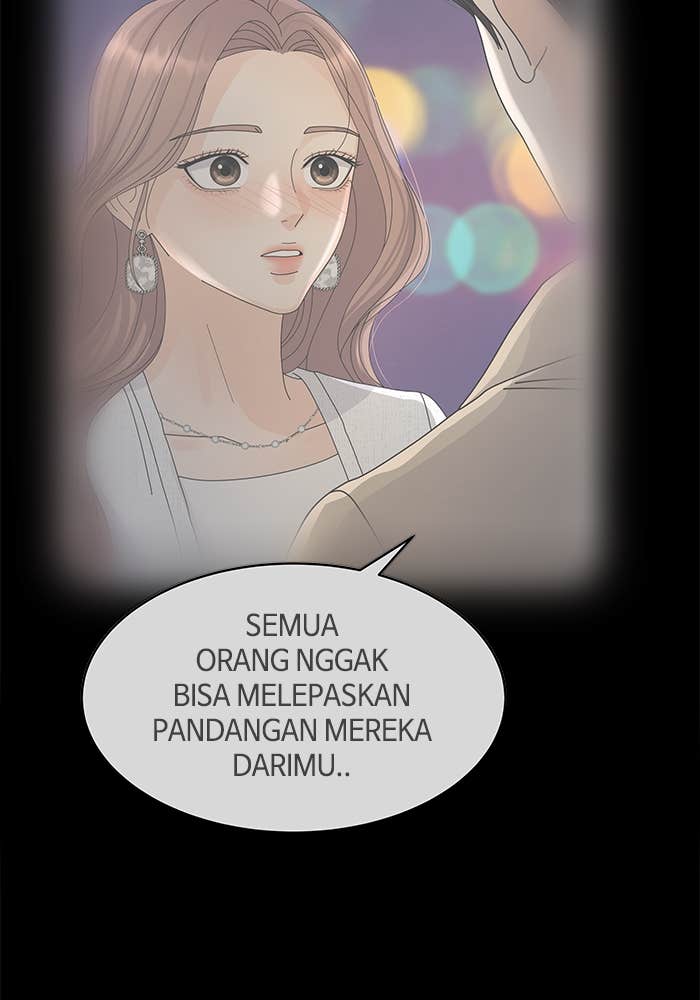 SEMUA
ORANG NGGAK
BISA MELEPASKAN
PANDANGAN MEREKA
DARIMU..